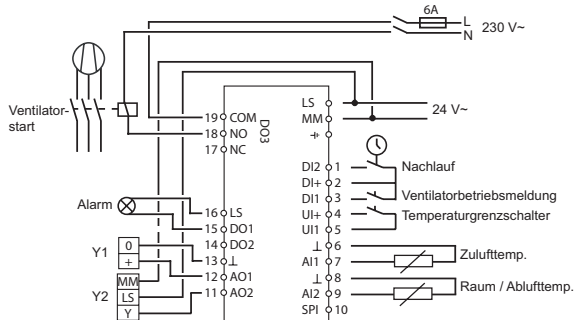 6A
L
N
230 V~
24 V~
Ventilator-
start
19 COM
18 NO
17 NC
DO3
LS
MM
DI2 1
DI+ 2
DI1 3
UI+ 4
UI1 5
⊥ 6
AI1 7
⊥ 8
AI2 9
SPI 10
Nachlauf
Ventilatorbetriebsmeldung
Temperaturgrenzschalter
Zulufttemp.
Raum / Ablufttemp.
Alarm
16 LS
15 DO1
14 DO2
13 ⊥
12 AO1
11 AO2
Y1
0
+
Y2
MM
LS
Y